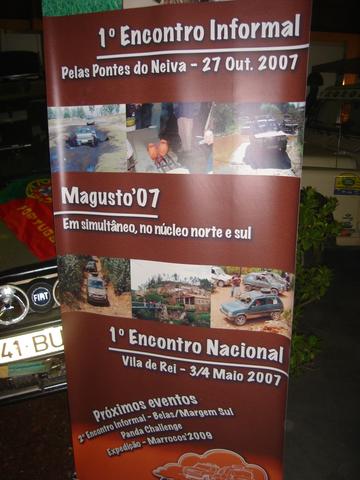 1º Encontro Informal
Pelas Pontes do Neiva - 27 Out. 2007
Magusto'07
Em simultâneo, no núcleo norte e sul
1º Encontro Nacional
Vila de Rei - 3/4 Maio 2007
Próximos eventos
2º Encontro Informal - Belas/Margem Sul
Panda Challenge
Expedição - Marrocos'2009
FIAT
41 BU